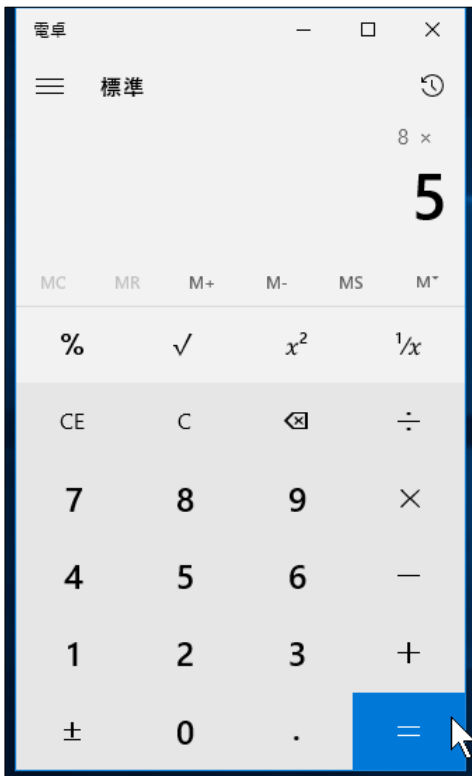 電卓
標準
8 ×
5
MC MR M+ M- MS M▾
% √ x² ¹/x
CE C ⌫ ÷
7 8 9 ×
4 5 6 −
1 2 3 +
± 0 . =